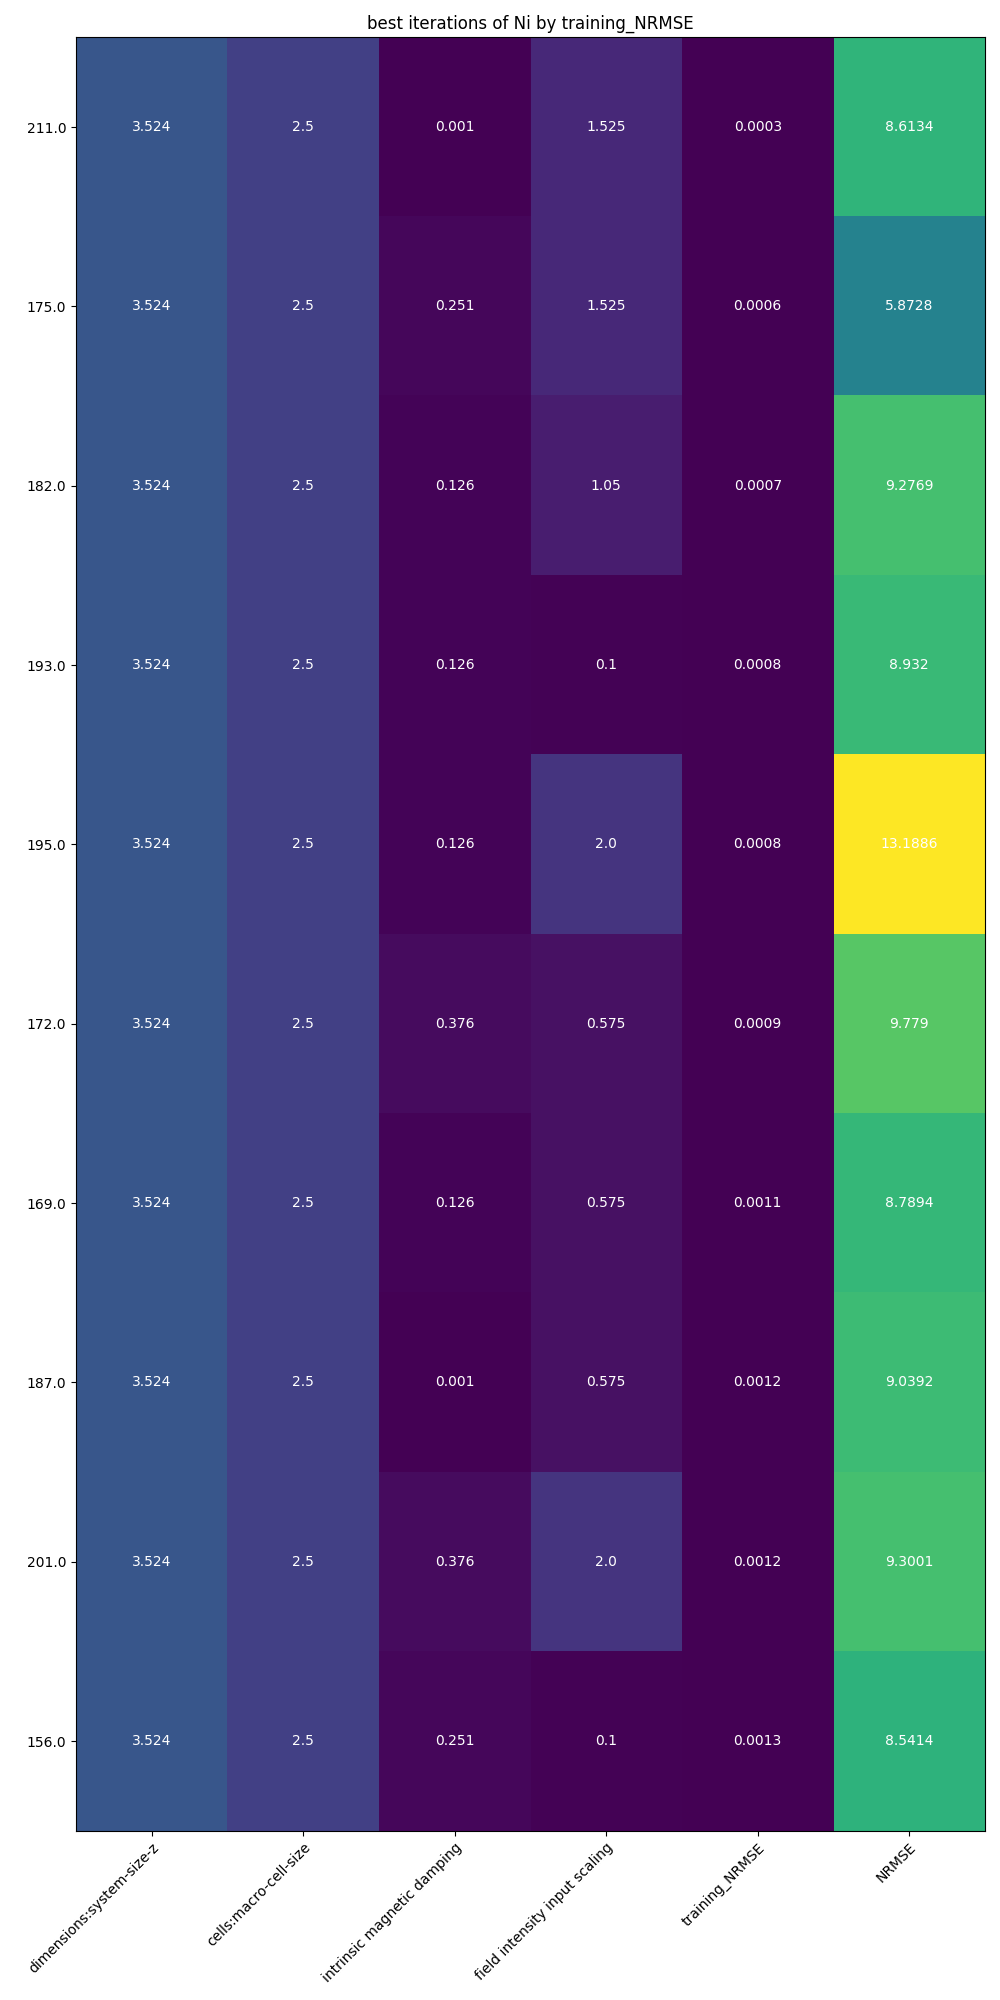 best iterations of Ni by training_NRMSE
211.0 3.524 2.5 0.001 1.525 0.0003 8.6134
175.0 3.524 2.5 0.251 1.525 0.0006 5.8728
182.0 3.524 2.5 0.126 1.05 0.0007 9.2769
193.0 3.524 2.5 0.126 0.1 0.0008 8.932
195.0 3.524 2.5 0.126 2.0 0.0008 13.1886
172.0 3.524 2.5 0.376 0.575 0.0009 9.779
169.0 3.524 2.5 0.126 0.575 0.0011 8.7894
187.0 3.524 2.5 0.001 0.575 0.0012 9.0392
201.0 3.524 2.5 0.376 2.0 0.0012 9.3001
156.0 3.524 2.5 0.251 0.1 0.0013 8.5414
dimensions:system-size-z
cells:macro-cell-size
intrinsic magnetic damping
field intensity input scaling
training_NRMSE
NRMSE